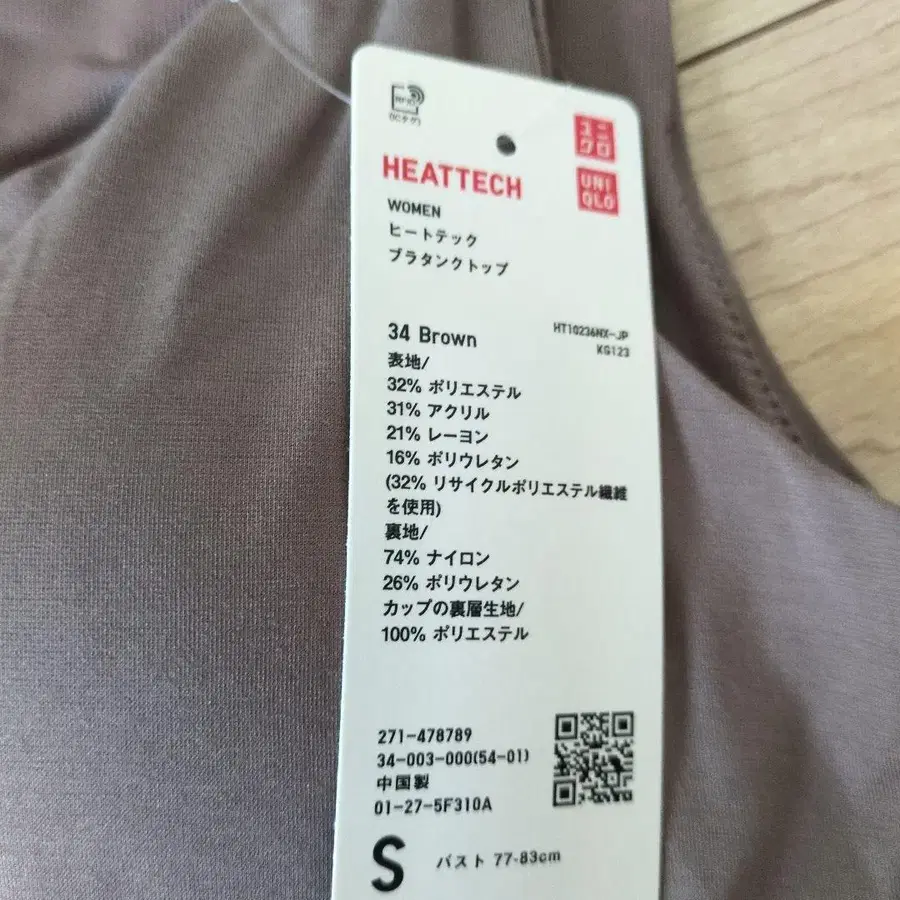 RFID
(ICタグ)
ユニ
クロ
UNI
QLO
HEATTECH
WOMEN
ヒートテック
ブラタンクトップ
34 Brown
HT10236NX-JP
KG123
表地/
32% ポリエステル
31% アクリル
21% レーヨン
16% ポリウレタン
(32% リサイクルポリエステル繊維
を使用)
裏地/
74% ナイロン
26% ポリウレタン
カップの裏層生地/
100% ポリエステル
271-478789
34-003-000(54-01)
中国製
01-27-5F310A
S バスト 77-83cm